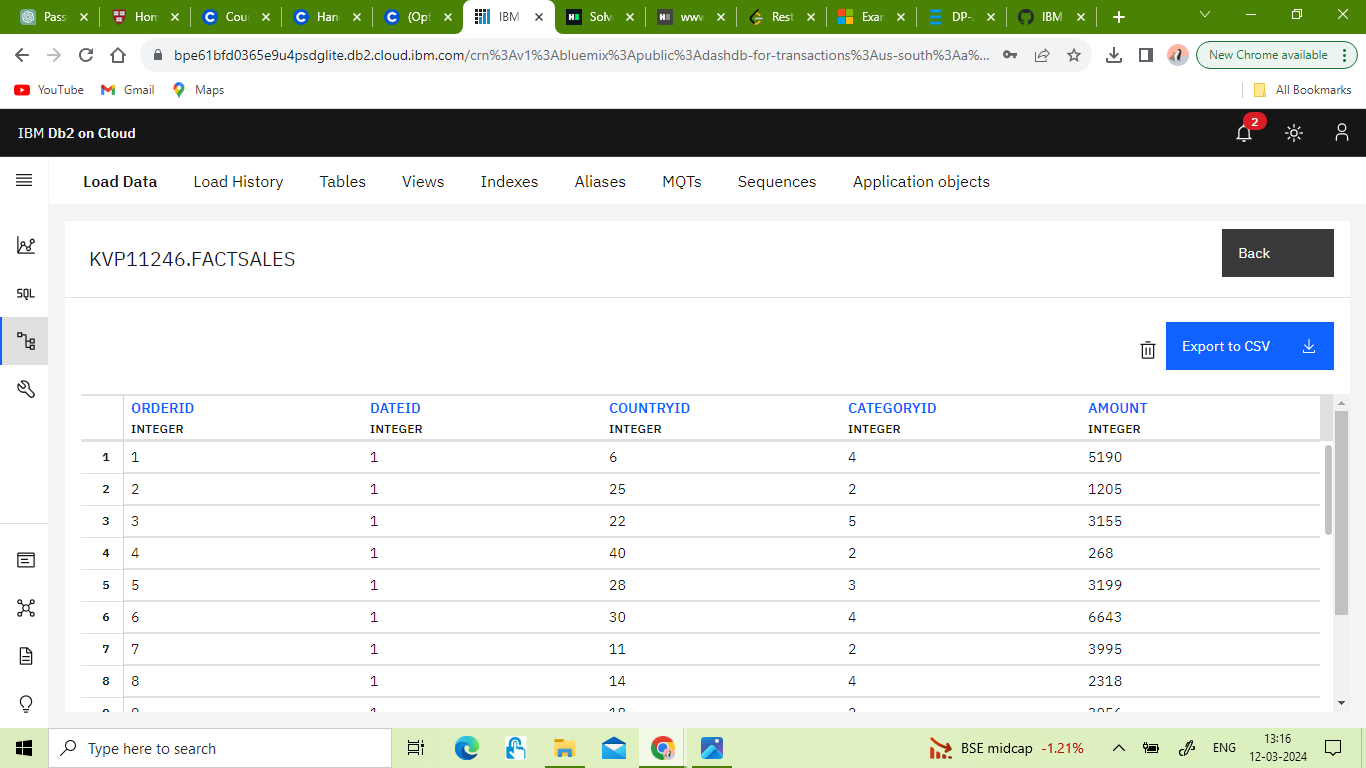 Pass
Hom
Cou
Han
(Opt
IBM
Solv
www
Rest
Exar
DP-
IBM
bpe61bfd0365e9u4psdglite.db2.cloud.ibm.com/crn%3Av1%3Abluemix%3Apublic%3Adashdb-for-transactions%3Aus-south%3Aa%...
New Chrome available
YouTube
Gmail
Maps
All Bookmarks
IBM Db2 on Cloud
2
Load Data
Load History
Tables
Views
Indexes
Aliases
MQTs
Sequences
Application objects
SQL
KVP11246.FACTSALES
Back
Export to CSV
ORDERID DATEID COUNTRYID CATEGORYID AMOUNT
INTEGER INTEGER INTEGER INTEGER INTEGER
1 1 1 6 4 5190
2 2 1 25 2 1205
3 3 1 22 5 3155
4 4 1 40 2 268
5 5 1 28 3 3199
6 6 1 30 4 6643
7 7 1 11 2 3995
8 8 1 14 4 2318
Type here to search
BSE midcap -1.21%
ENG
13:16
12-03-2024